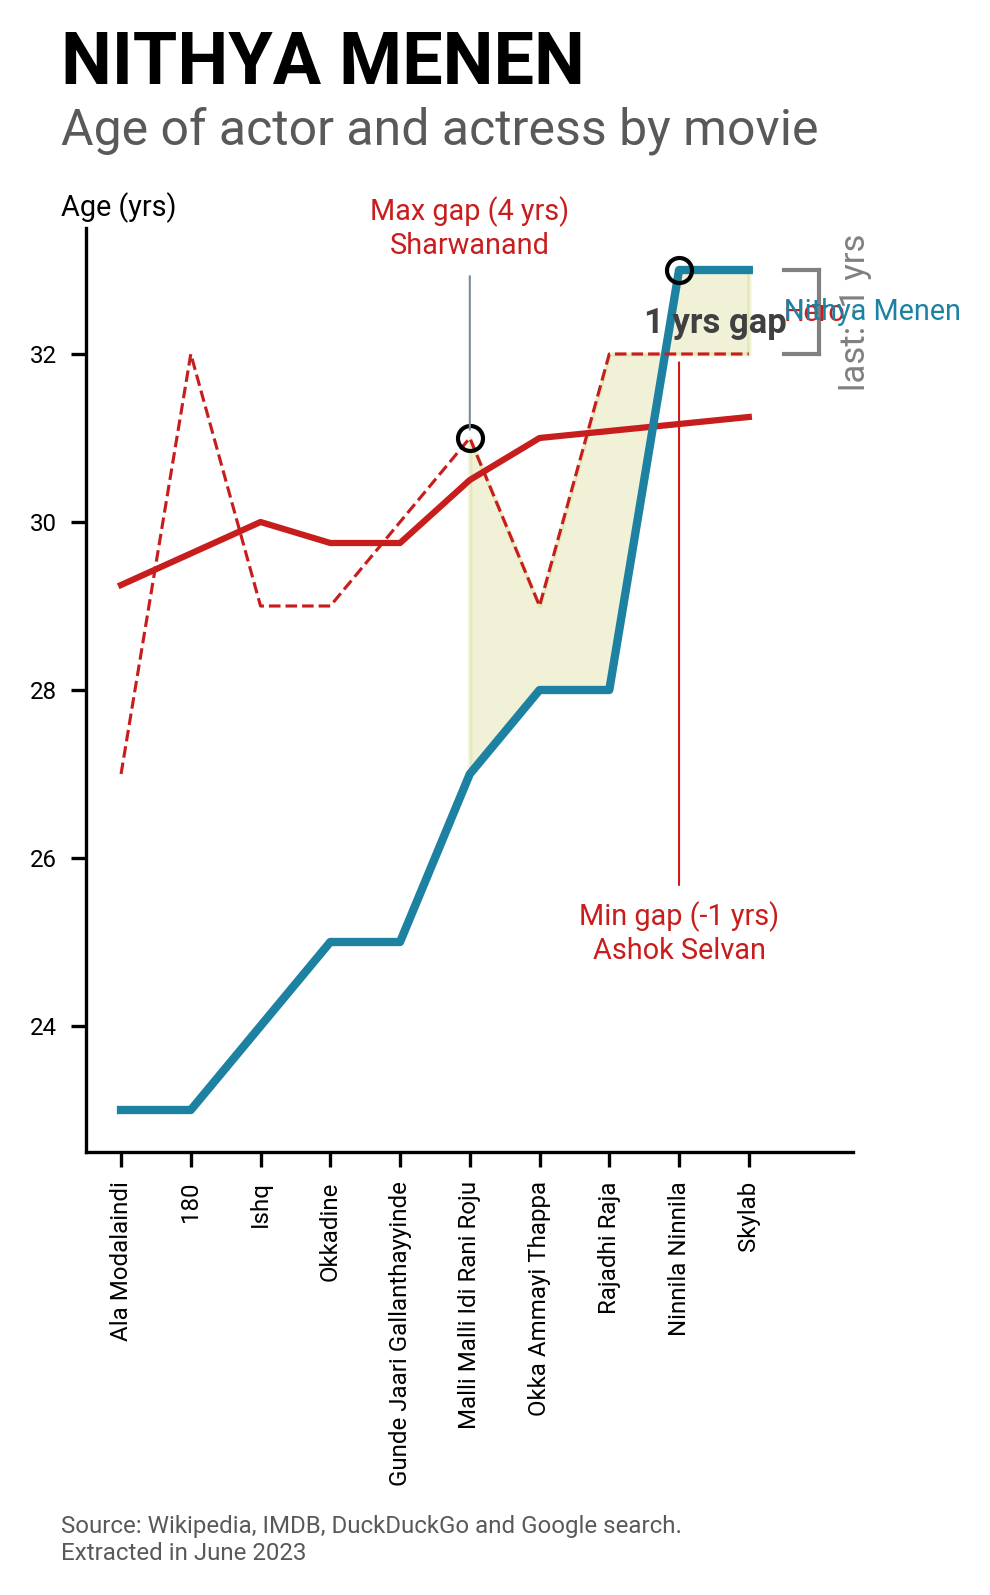 NITHYA MENEN
Age of actor and actress by movie
Age (yrs)
Max gap (4 yrs)
Sharwanand
last: -1 yrs
1 yrs gap
Hero
Nithya Menen
32
30
28
26
24
Min gap (-1 yrs)
Ashok Selvan
Ala Modalaindi
180
Ishq
Okkadine
Gunde Jaari Gallanthayyinde
Malli Malli Idi Rani Roju
Okka Ammayi Thappa
Rajadhi Raja
Ninnila Ninnila
Skylab
Source: Wikipedia, IMDB, DuckDuckGo and Google search.
Extracted in June 2023